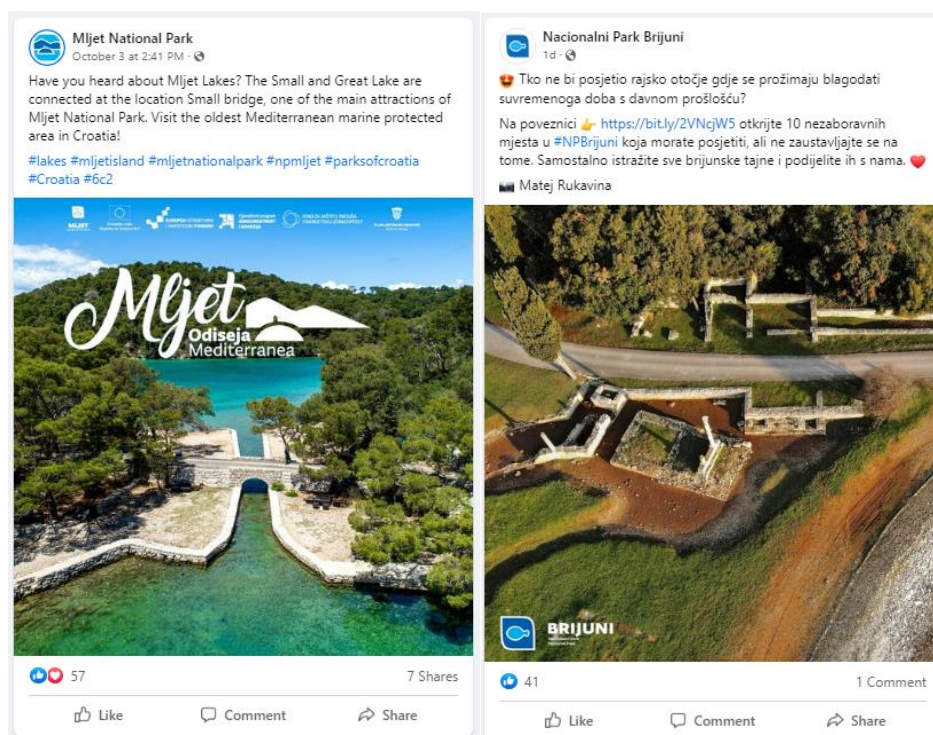 Mljet National Park
October 3 at 2:41 PM ·
Have you heard about Mljet Lakes? The Small and Great Lake are
connected at the location Small bridge, one of the main attractions of
Mljet National Park. Visit the oldest Mediterranean marine protected
area in Croatia!
#lakes #mljetisland #mljetnationalpark #npmljet #parksofcroatia
#Croatia #6c2
MLJET
Mljet
Odiseja
Mediterranea
57
7 Shares
Like Comment Share
Nacionalni Park Brijuni
1d ·
😍 Tko ne bi posjetio rajsko otočje gdje se prožimaju blagodati
suvremenoga doba s davnom prošlošću?
Na poveznici 👉 https://bit.ly/2VNcjW5 otkrijte 10 nezaboravnih
mjesta u #NPBrijuni koja morate posjetiti, ali ne zaustavljajte se na
tome. Samostalno istražite sve brijunske tajne i podijelite ih s nama. ❤️
📷 Matej Rukavina
BRIJUNI
41
1 Comment
Like Comment Share